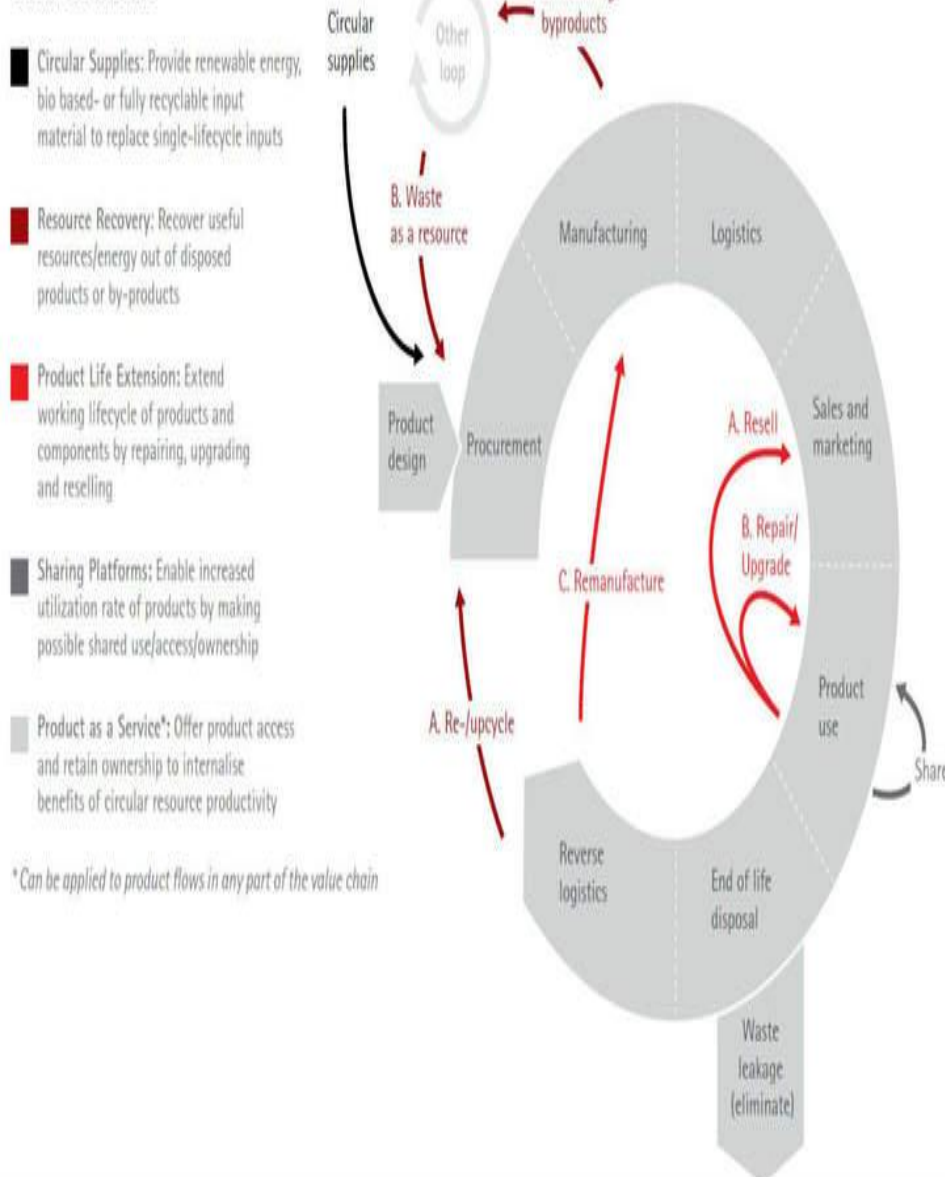 Circular Supplies: Provide renewable energy,
bio based- or fully recyclable input
material to replace single-lifecycle inputs
Resource Recovery: Recover useful
resources/energy out of disposed
products or by-products
Product Life Extension: Extend
working lifecycle of products and
components by repairing, upgrading
and reselling
Sharing Platforms: Enable increased
utilization rate of products by making
possible shared use/access/ownership
Product as a Service*: Offer product access
and retain ownership to internalise
benefits of circular resource productivity
* Can be applied to product flows in any part of the value chain
Circular
supplies
Other
loop
byproducts
B. Waste
as a resource
Manufacturing
Logistics
Product
design
Procurement
Sales and
marketing
A. Resell
B. Repair/
Upgrade
C. Remanufacture
Product
use
Share
A. Re-/upcycle
Reverse
logistics
End of life
disposal
Waste
leakage
(eliminate)